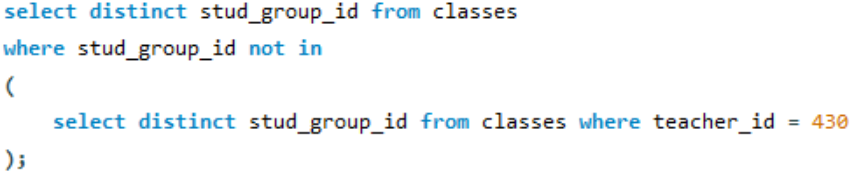 select distinct stud_group_id from classes
where stud_group_id not in
(
    select distinct stud_group_id from classes where teacher_id = 430
);